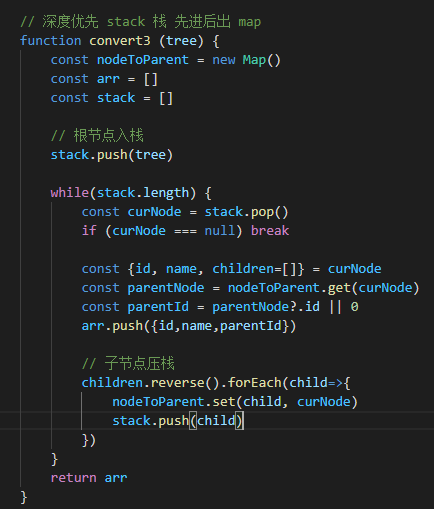 // 深度优先 stack 栈 先进后出 map
function convert3 (tree) {
    const nodeToParent = new Map()
    const arr = []
    const stack = []

    // 根节点入栈
    stack.push(tree)

    while(stack.length) {
        const curNode = stack.pop()
        if (curNode === null) break

        const {id, name, children=[]} = curNode
        const parentNode = nodeToParent.get(curNode)
        const parentId = parentNode?.id || 0
        arr.push({id,name,parentId})

        // 子节点压栈
        children.reverse().forEach(child=>{
            nodeToParent.set(child, curNode)
            stack.push(child)
        })
    }
    return arr
}